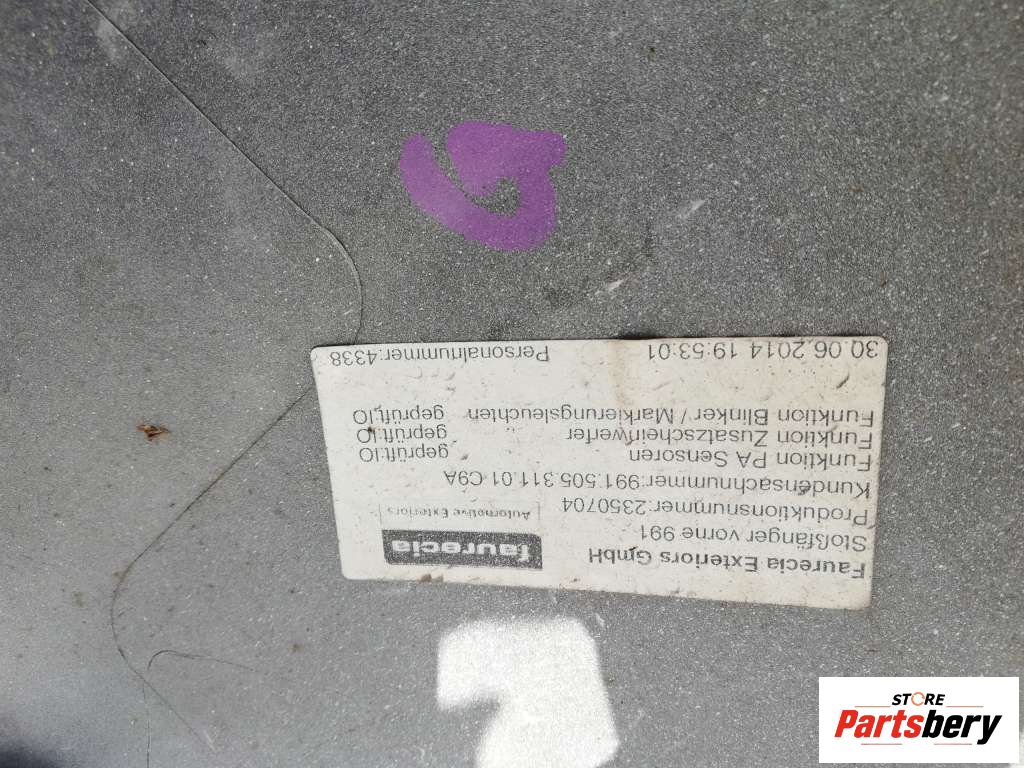 Faurecia Exteriors GmbH
Stoßfänger vorne 991
Produktionsnummer:2350704
Kundensachnummer:991.505.311.01 C9A
Funktion PA Sensoren geprüft:IO
Funktion Zusatzscheinwerfer geprüft:IO
Funktion Blinker / Markierungsleuchten geprüft:IO
30.06.2014 19:53:01 Personalnummer:4338
faurecia
Automotive Exteriors
STORE
Partsbery